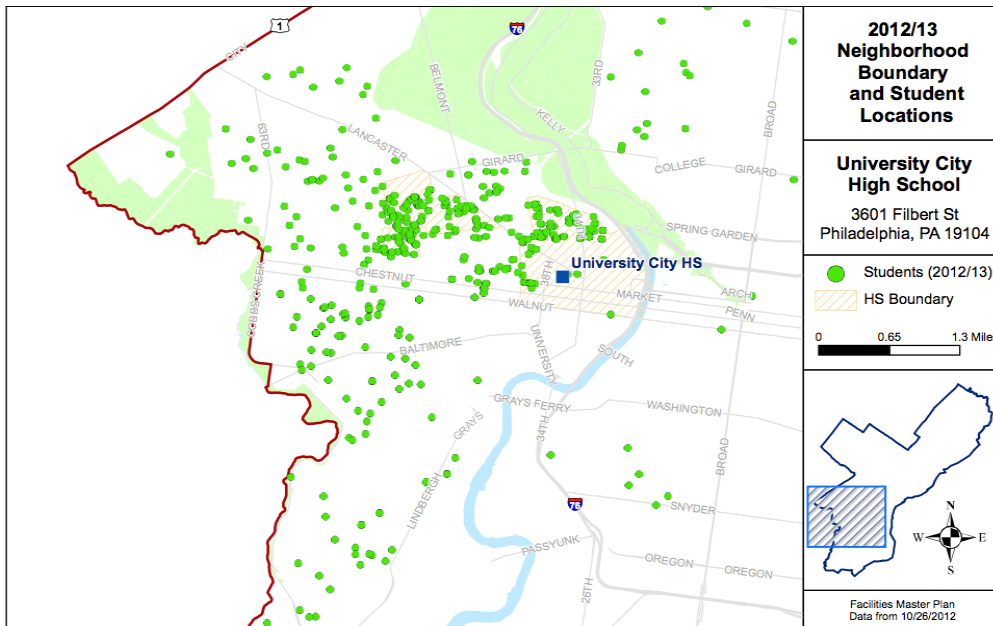 1
76
CITY
BELMONT
33RD
KELLY
BROAD
63RD
LANCASTER
GIRARD
COLLEGE
GIRARD
SPRING GARDEN
University City HS
38TH
CHESTNUT
WALNUT
MARKET
ARCH
PENN
COBBS CREEK
BALTIMORE
UNIVERSITY
SOUTH
GRAYS FERRY
WASHINGTON
GRAYS
34TH
BROAD
LINDBERGH
76
SNYDER
PASSYUNK
OREGON
OREGON
26TH
2012/13
Neighborhood
Boundary
and Student
Locations
University City
High School
3601 Filbert St
Philadelphia, PA 19104
Students (2012/13)
HS Boundary
0 0.65 1.3 Mile
N
W E
S
Facilities Master Plan
Data from 10/26/2012